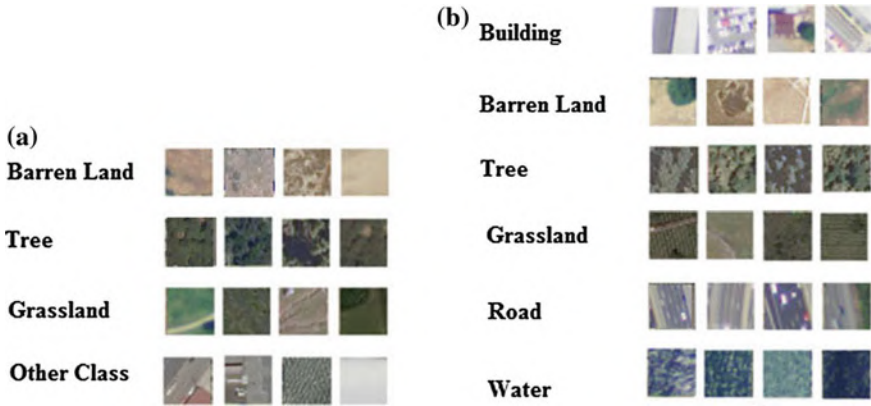 (a)
Barren Land
Tree
Grassland
Other Class
(b)
Building
Barren Land
Tree
Grassland
Road
Water